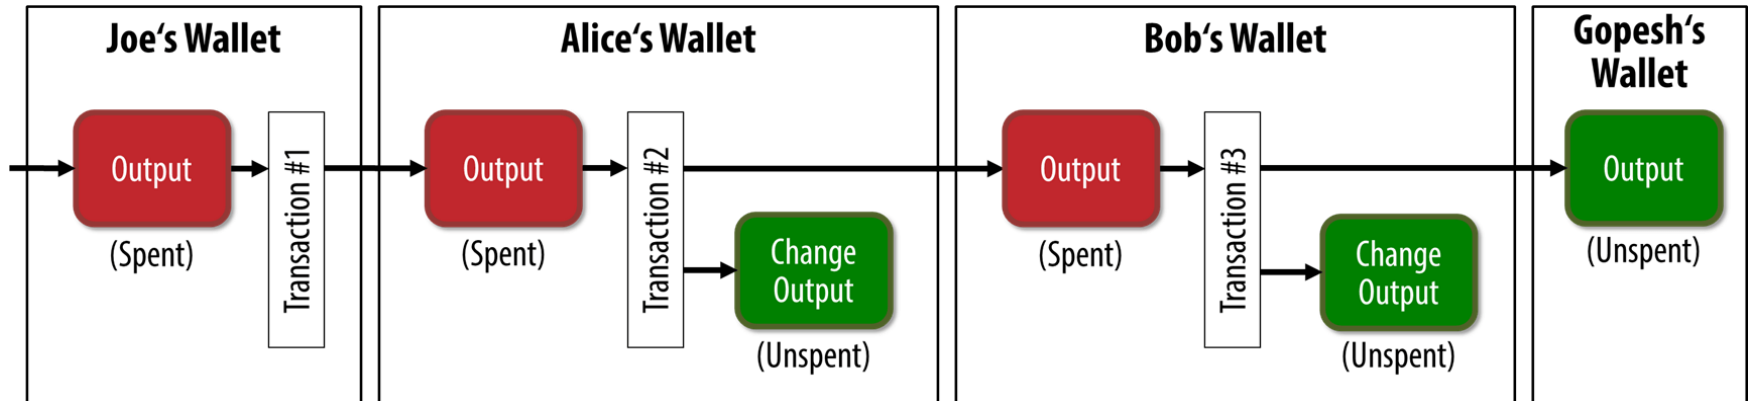 Joe‘s Wallet
Output
(Spent)
Transaction #1
Alice‘s Wallet
Output
(Spent)
Transaction #2
Change
Output
(Unspent)
Bob‘s Wallet
Output
(Spent)
Transaction #3
Change
Output
(Unspent)
Gopesh‘s
Wallet
Output
(Unspent)